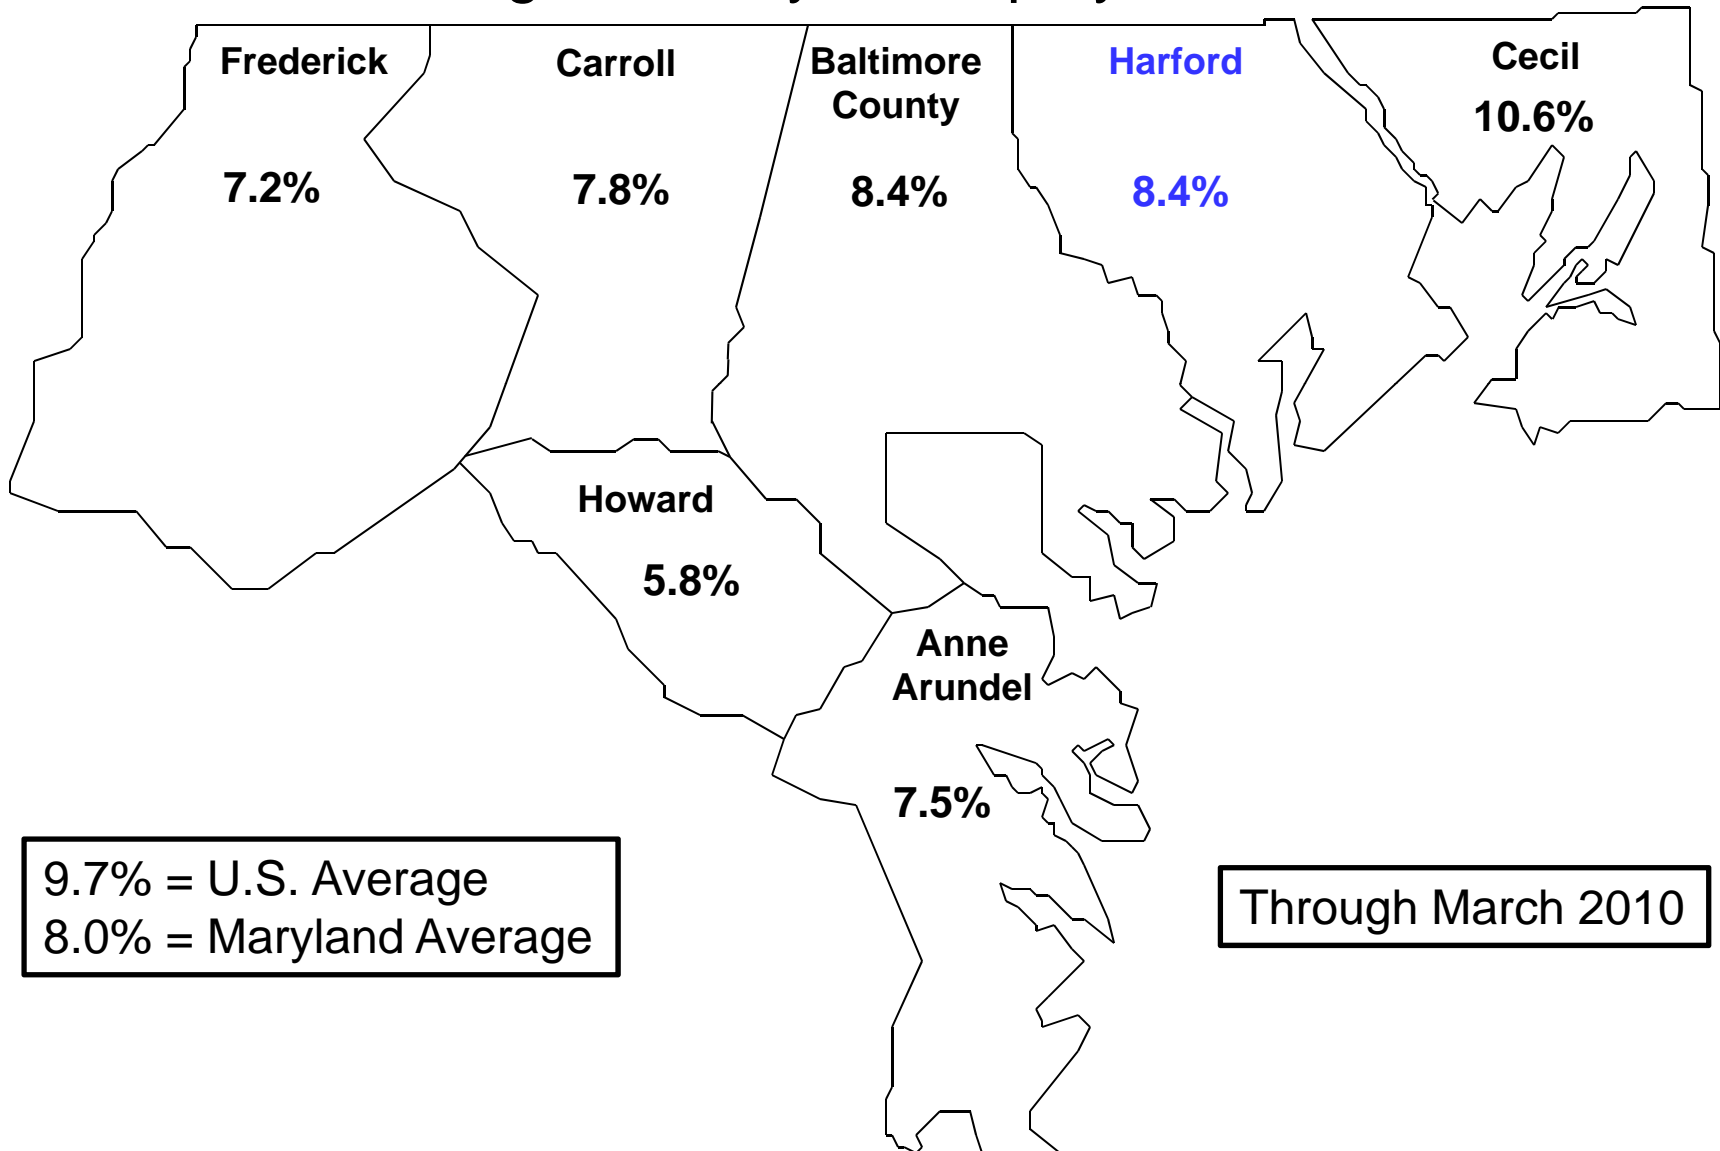 Frederick
7.2%
Carroll
7.8%
Baltimore
County
8.4%
Harford
8.4%
Cecil
10.6%
Howard
5.8%
Anne
Arundel
7.5%
9.7% = U.S. Average
8.0% = Maryland Average
Through March 2010